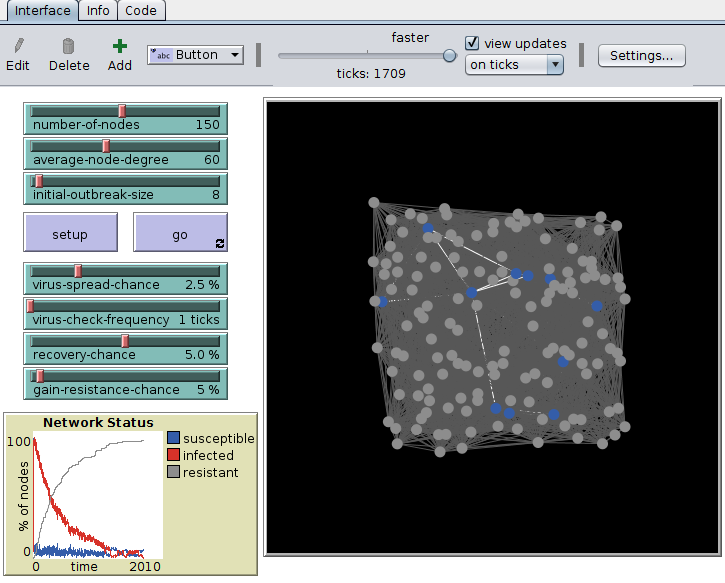 Interface Info Code
Edit Delete Add abc Button faster ticks: 1709 view updates on ticks Settings...
number-of-nodes 150
average-node-degree 60
initial-outbreak-size 8
setup go
virus-spread-chance 2.5 %
virus-check-frequency 1 ticks
recovery-chance 5.0 %
gain-resistance-chance 5 %
Network Status
100
% of nodes
0
0 time 2010
susceptible
infected
resistant